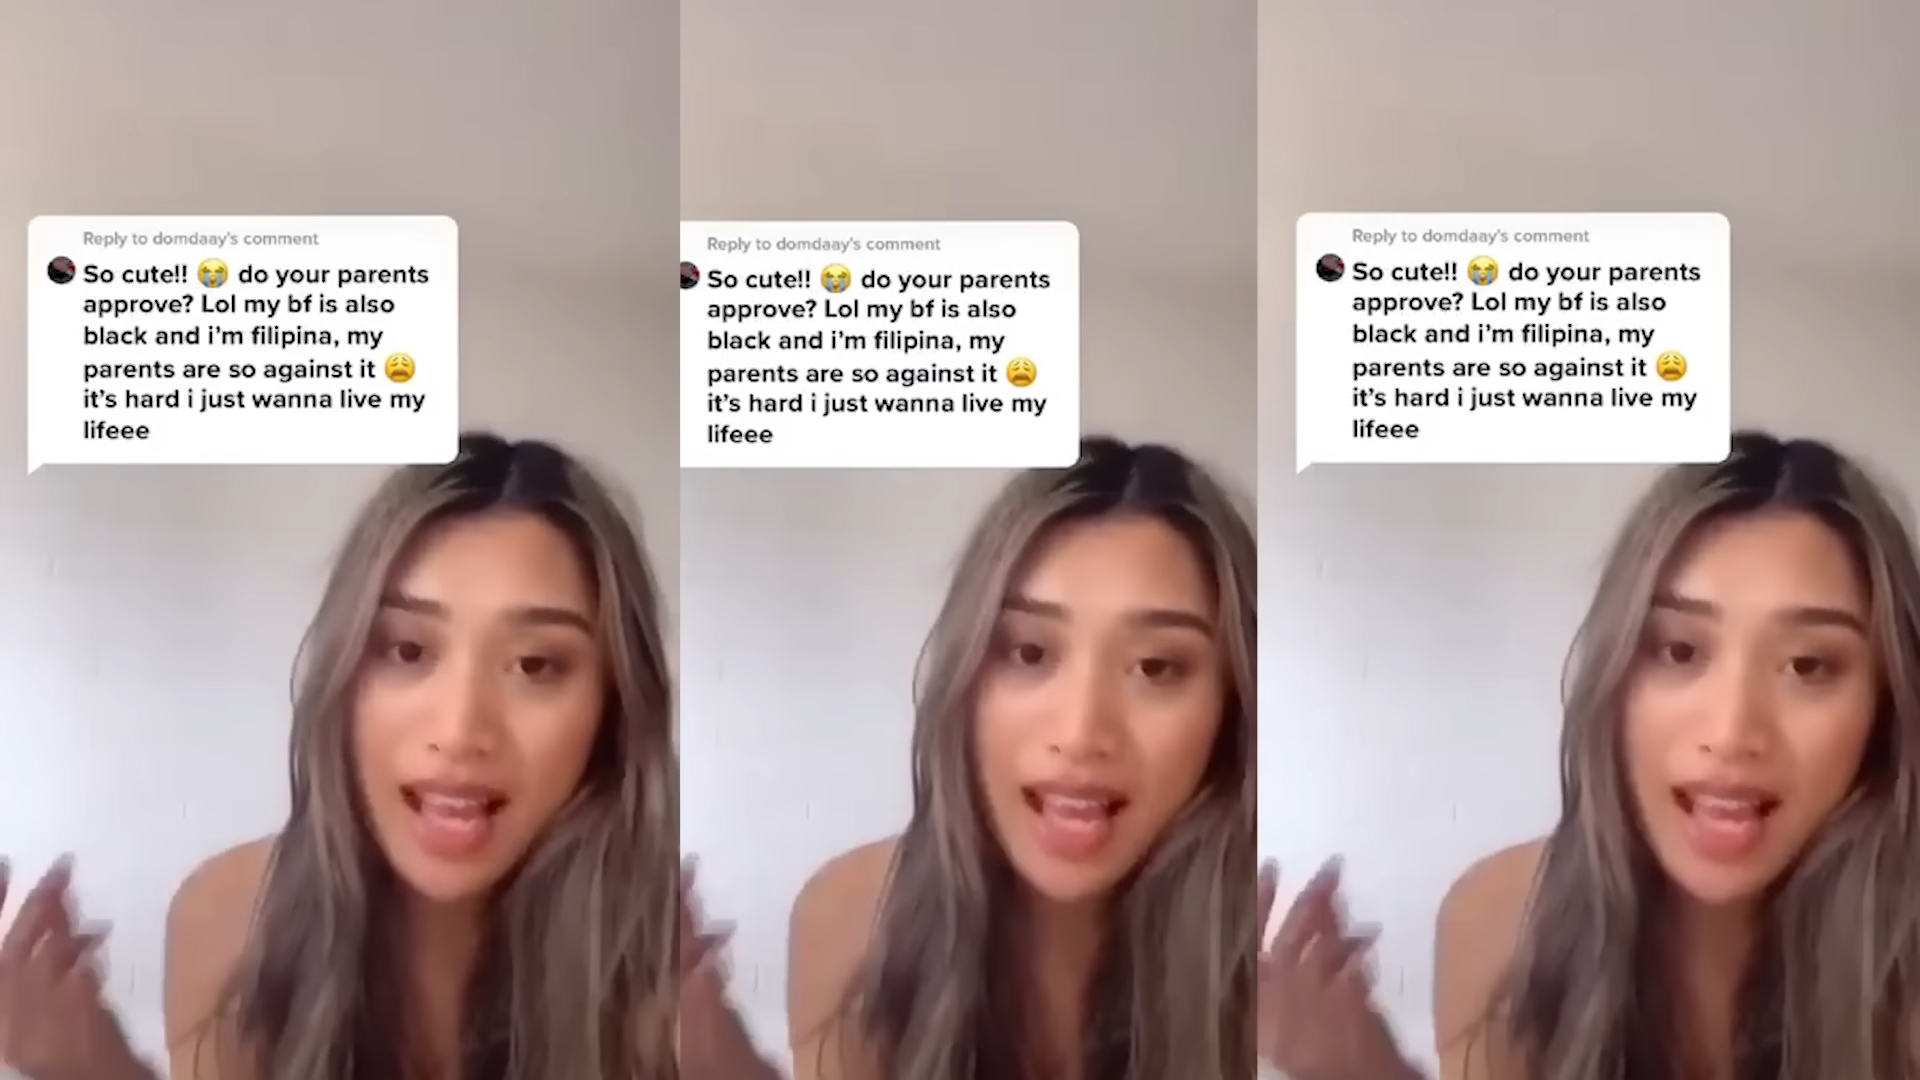 Reply to domdaay's comment
So cute!! 😭 do your parents
approve? Lol my bf is also
black and i'm filipina, my
parents are so against it 😩
it's hard i just wanna live my
lifeee
Reply to domdaay's comment
So cute!! 😭 do your parents
approve? Lol my bf is also
black and i'm filipina, my
parents are so against it 😩
it's hard i just wanna live my
lifeee
Reply to domdaay's comment
So cute!! 😭 do your parents
approve? Lol my bf is also
black and i'm filipina, my
parents are so against it 😩
it's hard i just wanna live my
lifeee